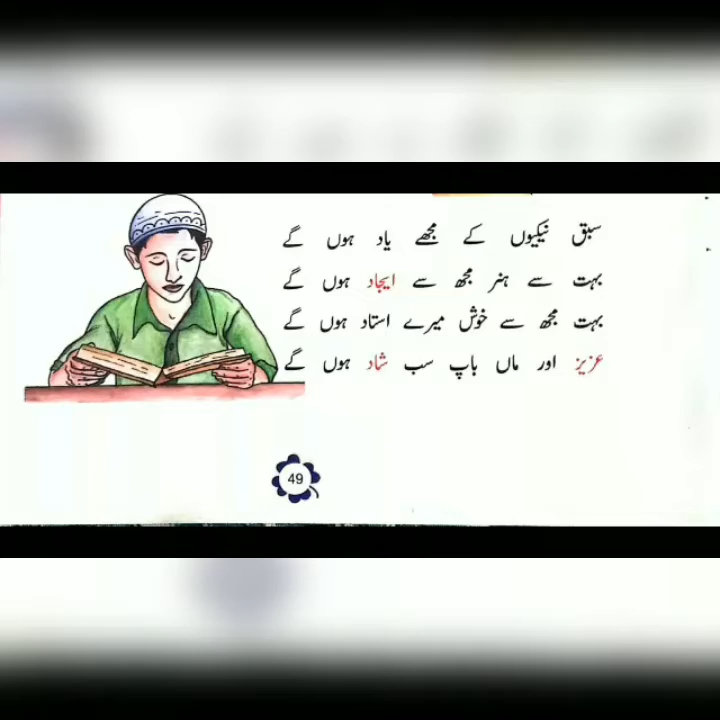 سبق نیکیوں کے مجھے یاد ہوں گے
بہت سے ہنر مجھ سے ایجاد ہوں گے
بہت مجھ سے خوش میرے استاد ہوں گے
عزیز اور ماں باپ سب شاد ہوں گے
49